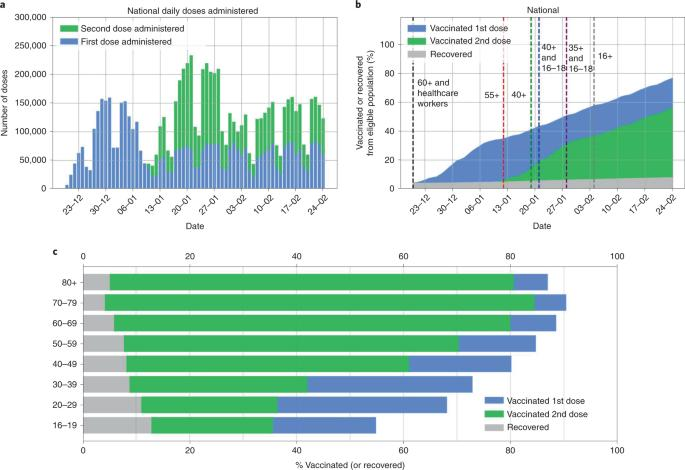 a
National daily doses administered
300,000
250,000
200,000
150,000
100,000
50,000
0
Number of doses
Second dose administered
First dose administered
23–12
30–12
06–01
13–01
20–01
27–01
03–02
10–02
17–02
24–02
Date
b
National
100
80
60
40
20
0
Vaccinated or recovered
from eligible population (%)
Vaccinated 1st dose
Vaccinated 2nd dose
Recovered
60+ and
healthcare
workers
55+
40+
40+
and
16–18
35+
and
16–18
16+
23–12
30–12
06–01
13–01
20–01
27–01
03–02
10–02
17–02
24–02
Date
c
0 20 40 60 80 100
80+
70–79
60–69
50–59
40–49
30–39
20–29
16–19
Vaccinated 1st dose
Vaccinated 2nd dose
Recovered
0 20 40 60 80 100
% Vaccinated (or recovered)